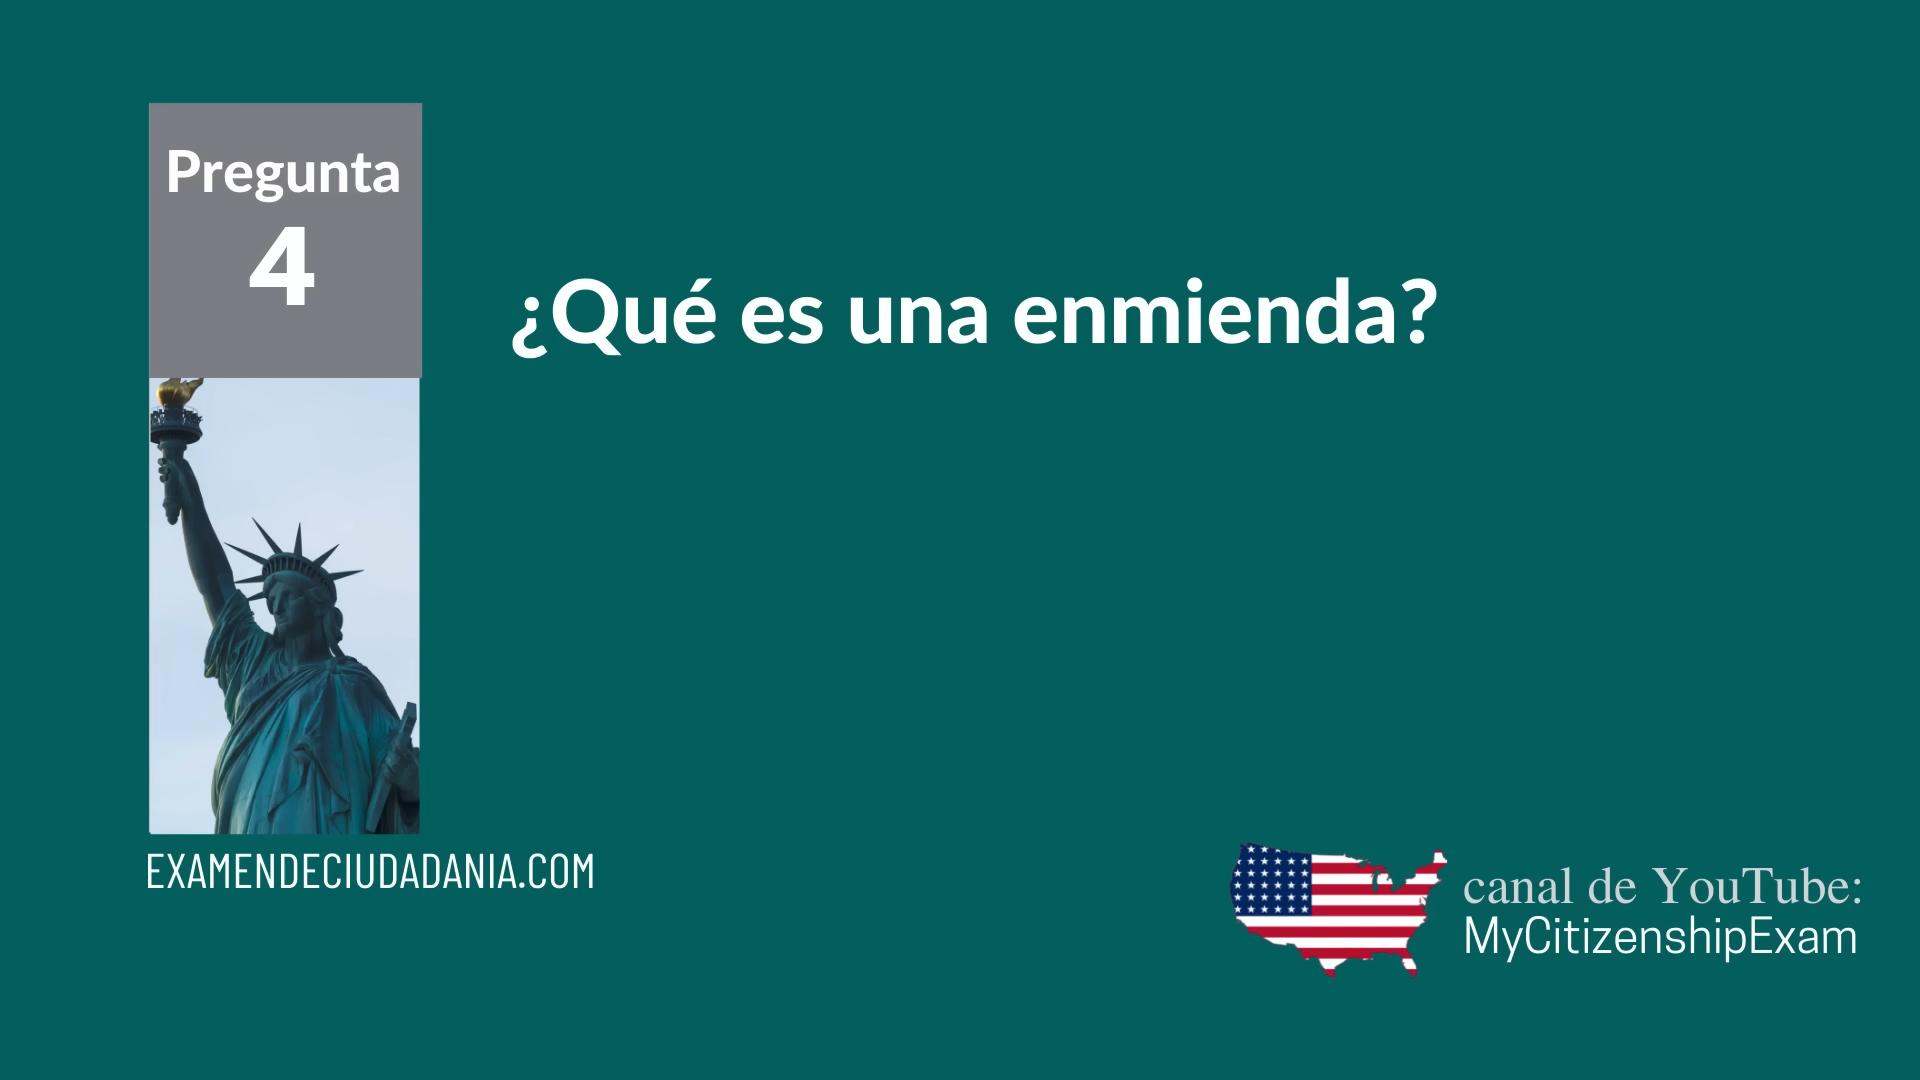 Pregunta
4
¿Qué es una enmienda?
EXAMENDECIUDADANIA.COM
canal de YouTube:
MyCitizenshipExam